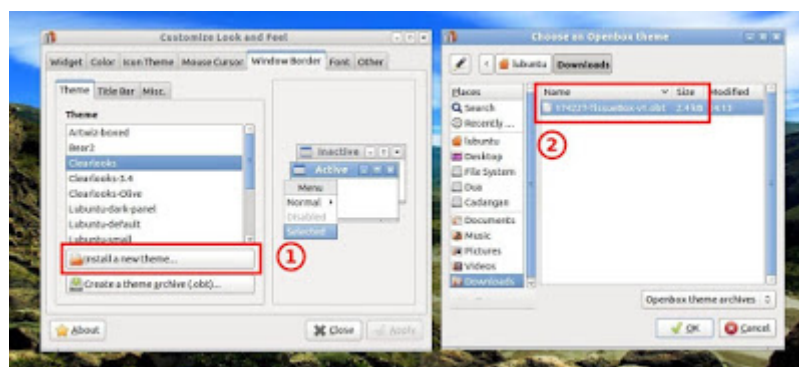 Customize Look and Feel
Widget Color Icon Theme Mouse Cursor Window Border Font Other
Theme Title Bar Misc.
Theme
Artwiz-boxed
Bear2
Clearlooks
Clearlooks-3.4
Clearlooks-Olive
Lubuntu-dark-panel
Lubuntu-default
Lubuntu-small
Install a new theme...
Create a theme archive (.obt)...
Inactive
Active
Menu
Normal
Disabled
Selected
1
About
Close
Apply
Choose an Openbox theme
lubuntu Downloads
Places
Search
Recently ...
lubuntu
Desktop
File System
Dua
Cadangan
Documents
Music
Pictures
Videos
Downloads
Name Size Modified
2
Openbox theme archives
OK
Cancel